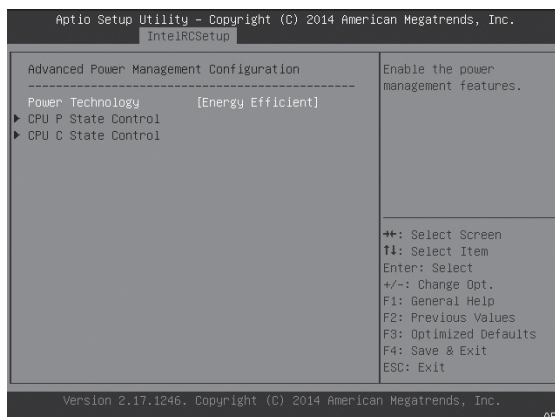 Aptio Setup Utility – Copyright (C) 2014 American Megatrends, Inc.
IntelRCSetup
Advanced Power Management Configuration
------------------------------------------------
Power Technology [Energy Efficient]
▶ CPU P State Control
▶ CPU C State Control
Enable the power
management features.
→←: Select Screen
↑↓: Select Item
Enter: Select
+/-: Change Opt.
F1: General Help
F2: Previous Values
F3: Optimized Defaults
F4: Save & Exit
ESC: Exit
Version 2.17.1246. Copyright (C) 2014 American Megatrends, Inc.